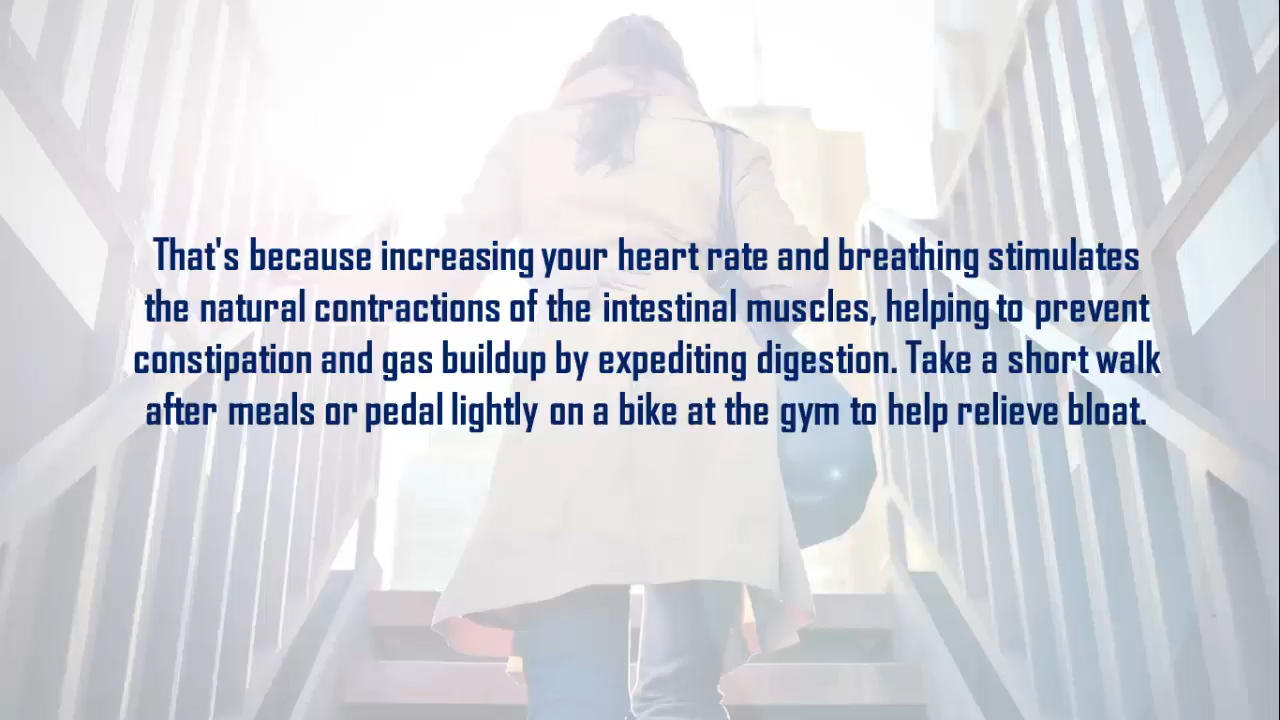 That's because increasing your heart rate and breathing stimulates
the natural contractions of the intestinal muscles, helping to prevent
constipation and gas buildup by expediting digestion. Take a short walk
after meals or pedal lightly on a bike at the gym to help relieve bloat.